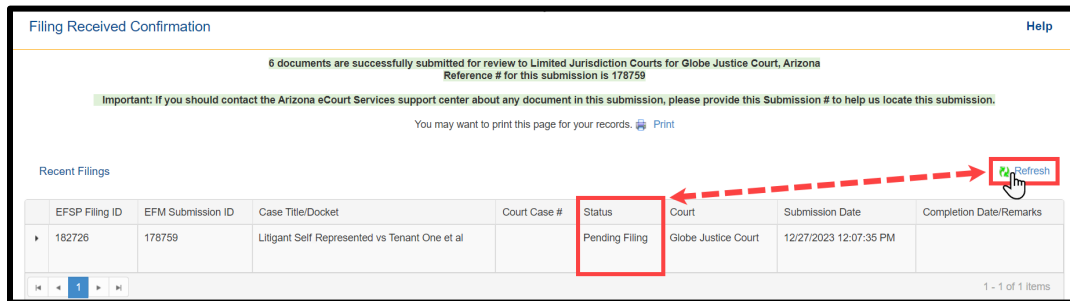 Filing Received Confirmation
Help
6 documents are successfully submitted for review to Limited Jurisdiction Courts for Globe Justice Court, Arizona
Reference # for this submission is 178759
Important: If you should contact the Arizona eCourt Services support center about any document in this submission, please provide this Submission # to help us locate this submission.
You may want to print this page for your records. Print
Recent Filings
Refresh
EFSP Filing ID EFM Submission ID Case Title/Docket Court Case # Status Court Submission Date Completion Date/Remarks
182726 178759 Litigant Self Represented vs Tenant One et al Pending Filing Globe Justice Court 12/27/2023 12:07:35 PM
1
1 - 1 of 1 items